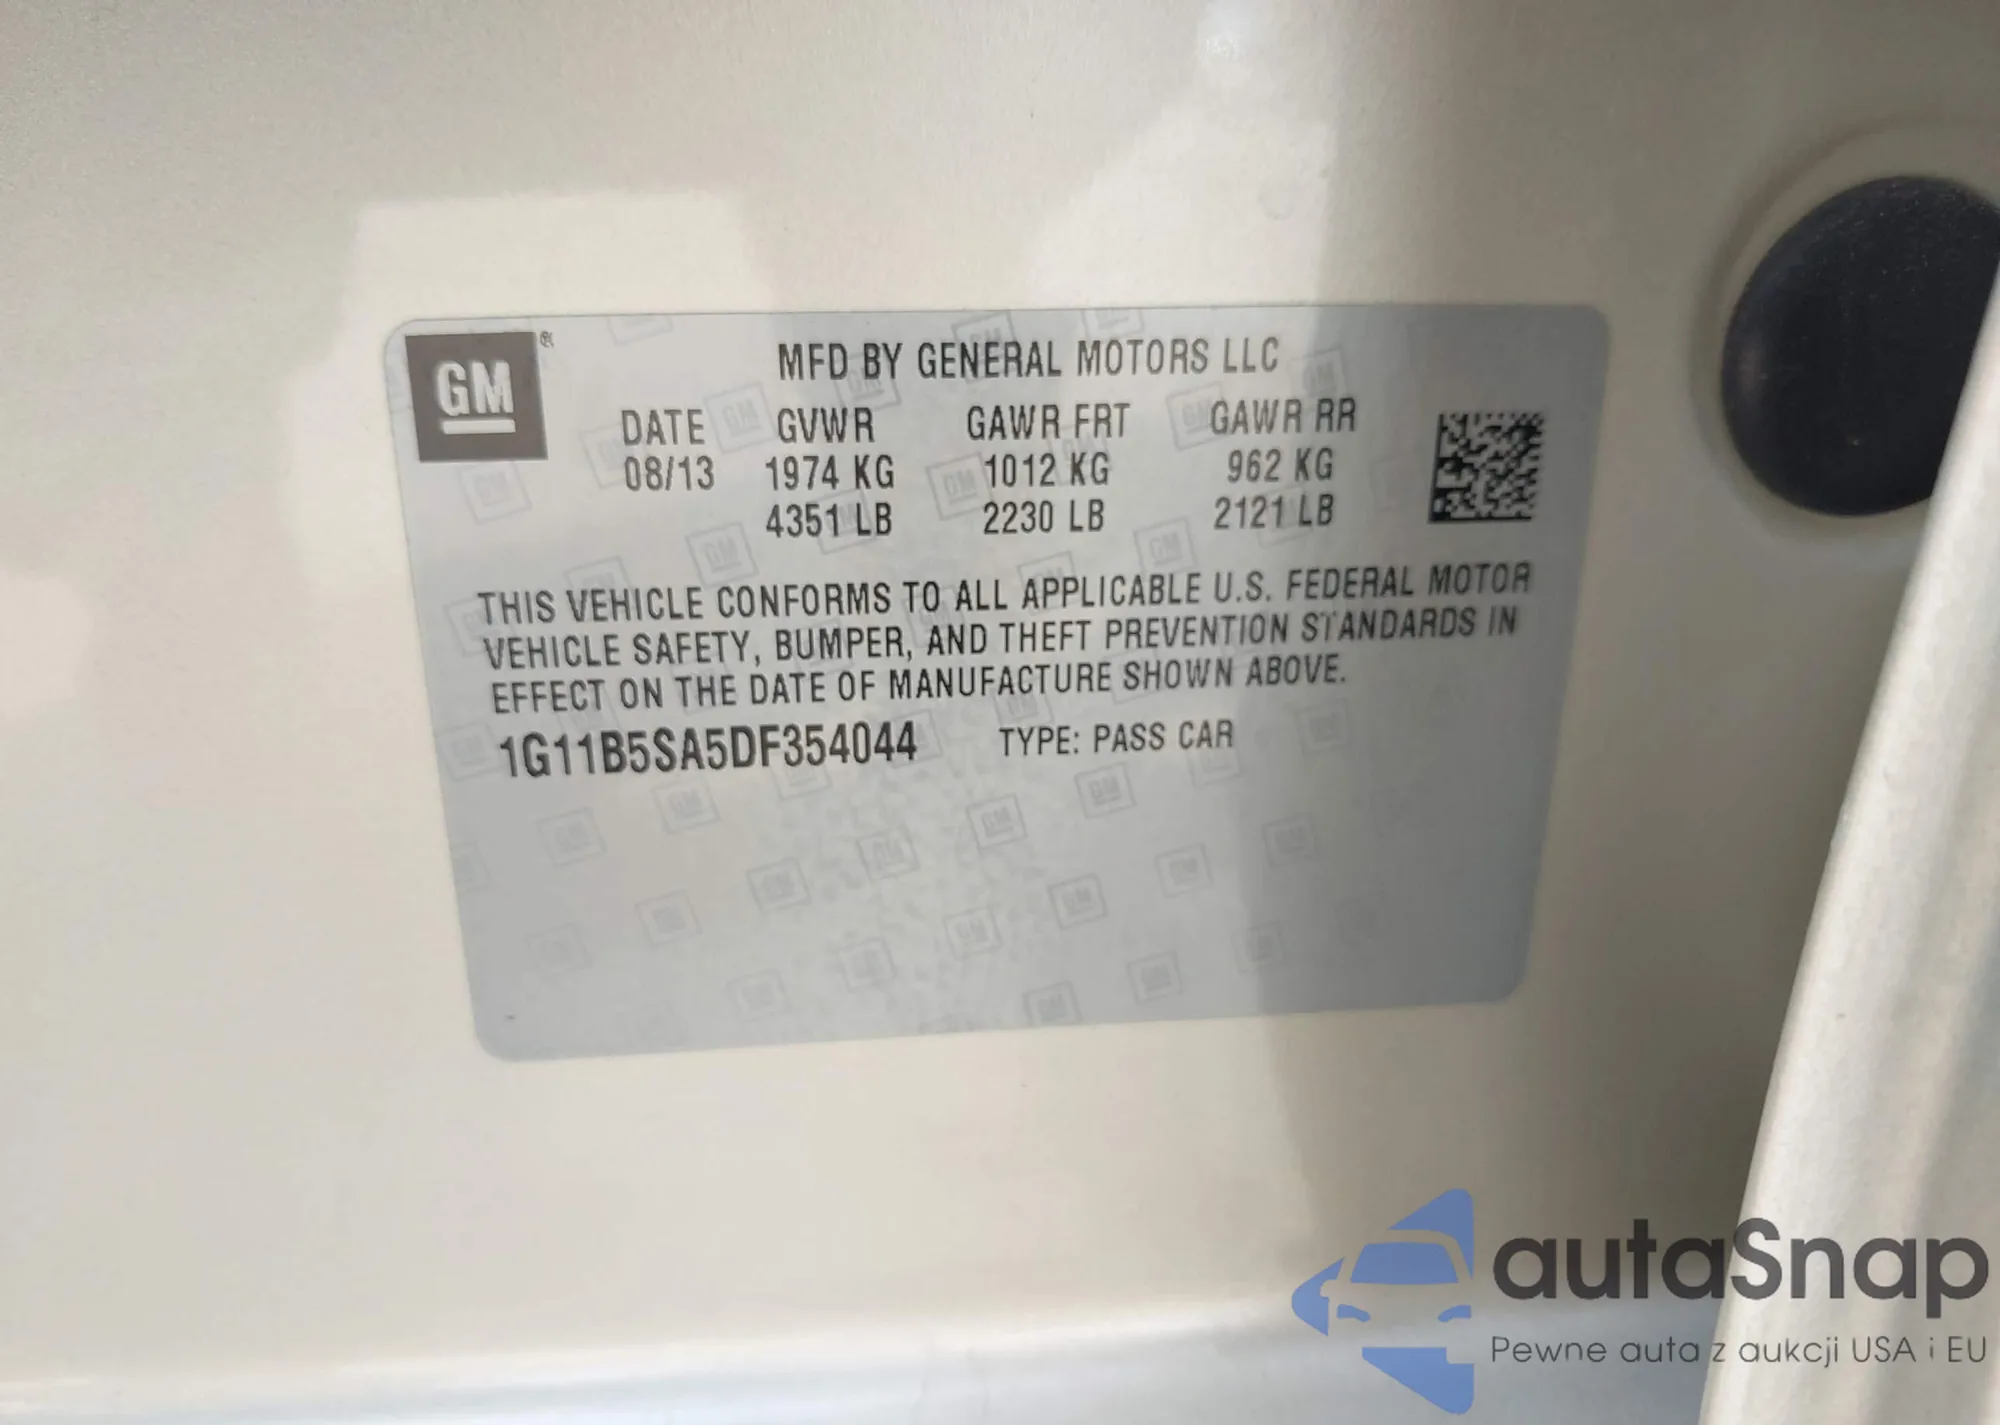 GM®
MFD BY GENERAL MOTORS LLC
DATE GVWR GAWR FRT GAWR RR
08/13 1974 KG 1012 KG 962 KG
4351 LB 2230 LB 2121 LB
THIS VEHICLE CONFORMS TO ALL APPLICABLE U.S. FEDERAL MOTOR
VEHICLE SAFETY, BUMPER, AND THEFT PREVENTION STANDARDS IN
EFFECT ON THE DATE OF MANUFACTURE SHOWN ABOVE.
1G11B5SA5DF354044 TYPE: PASS CAR
autaSnap
Pewne auta z aukcji USA i EU